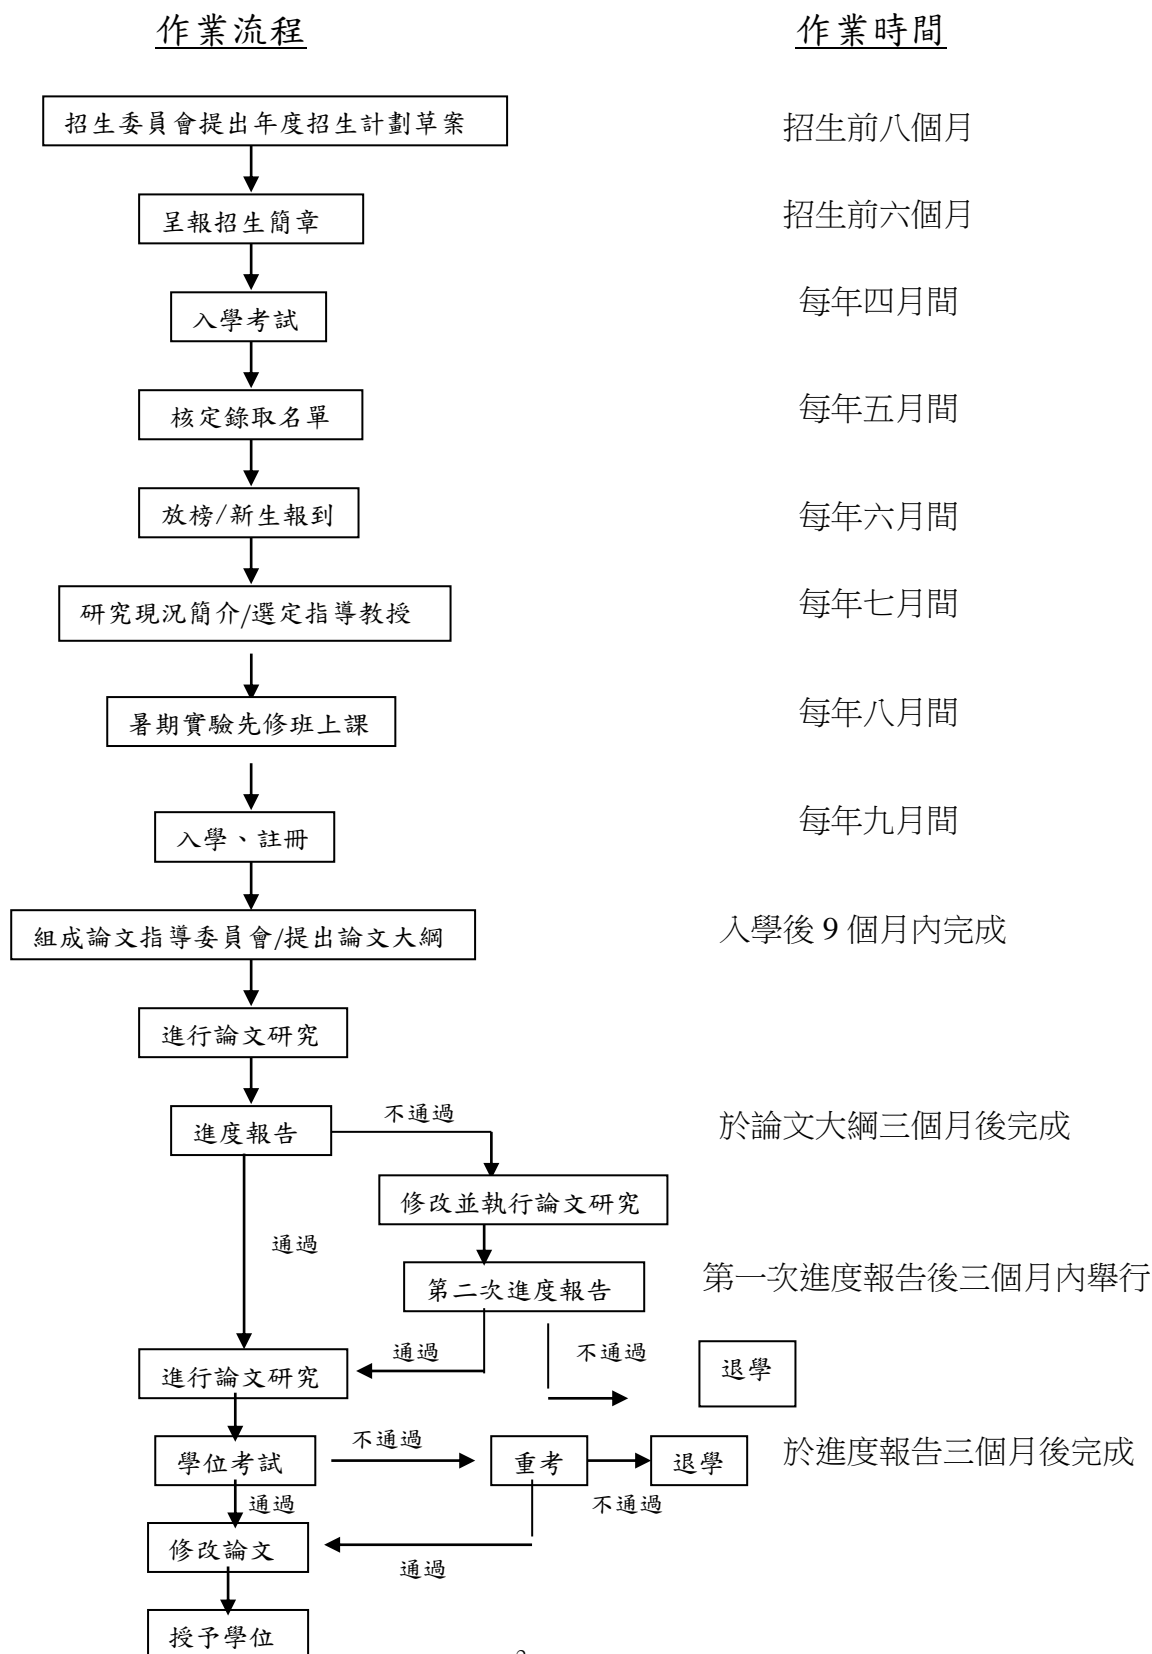 作業流程
作業時間
招生委員會提出年度招生計劃草案
招生前八個月
呈報招生簡章
招生前六個月
入學考試
每年四月間
核定錄取名單
每年五月間
放榜/新生報到
每年六月間
研究現況簡介/選定指導教授
每年七月間
暑期實驗先修班上課
每年八月間
入學、註冊
每年九月間
組成論文指導委員會/提出論文大綱
入學後 9 個月內完成
進行論文研究
進度報告
不通過
於論文大綱三個月後完成
修改並執行論文研究
通過
第二次進度報告
第一次進度報告後三個月內舉行
進行論文研究
通過
不通過
退學
學位考試
不通過
重考
退學
於進度報告三個月後完成
通過
不通過
修改論文
通過
授予學位